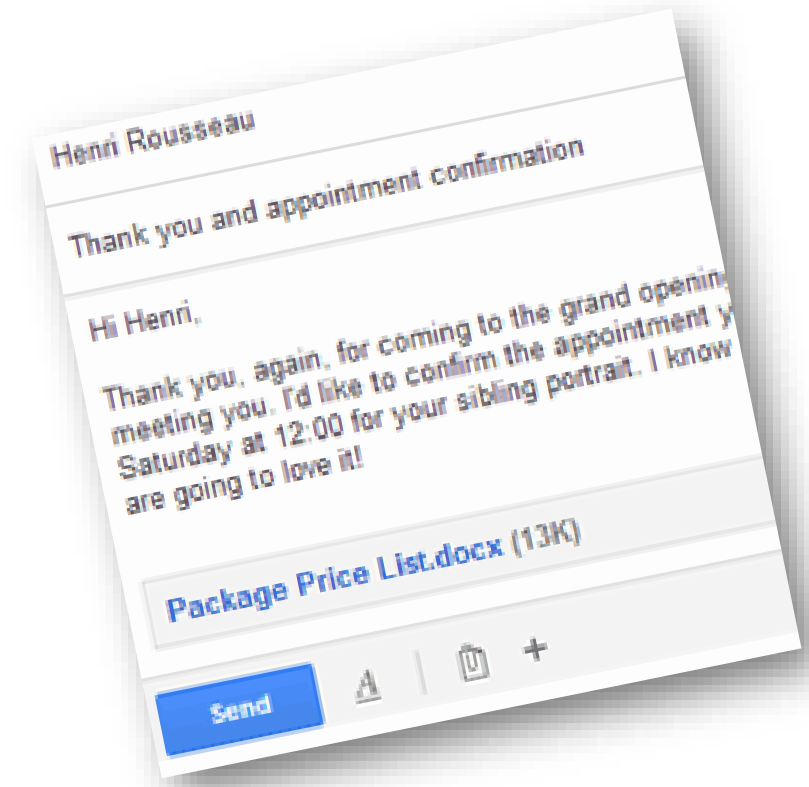 Henri Rousseau
Thank you and appointment confirmation
Hi Henri,
Thank you, again, for coming to the grand opening
meeting you. I'd like to confirm the appointment y
Saturday at 12:00 for your sibling portrait. I know
are going to love it!
Package Price List.docx (13K)
Send